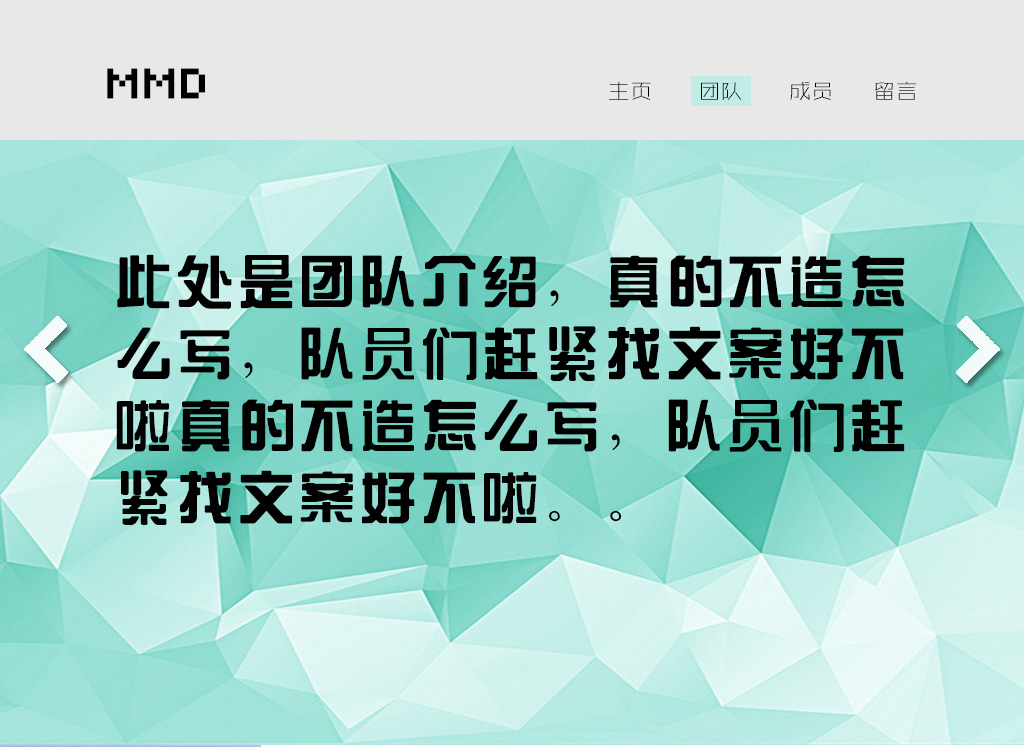 MMD
主页 团队 成员 留言
此处是团队介绍，真的不造怎
么写，队员们赶紧找文案好不
啦真的不造怎么写，队员们赶
紧找文案好不啦。。